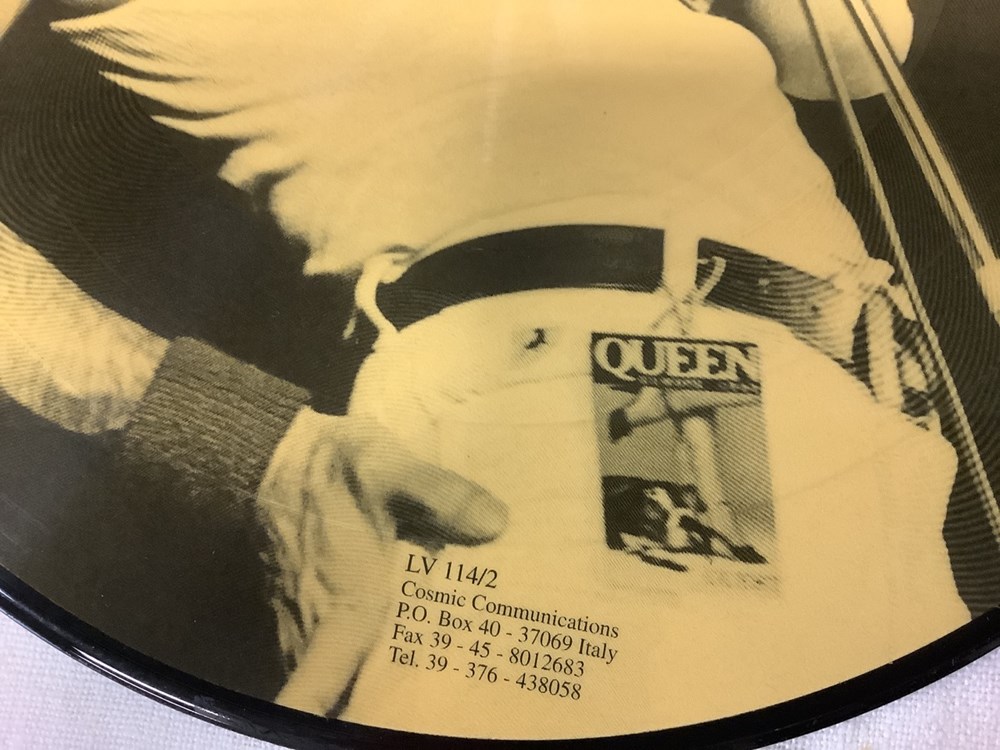 QUEEN
LV 114/2
Cosmic Communications
P.O. Box 40 - 37069 Italy
Fax 39 - 45 - 8012683
Tel. 39 - 376 - 438058